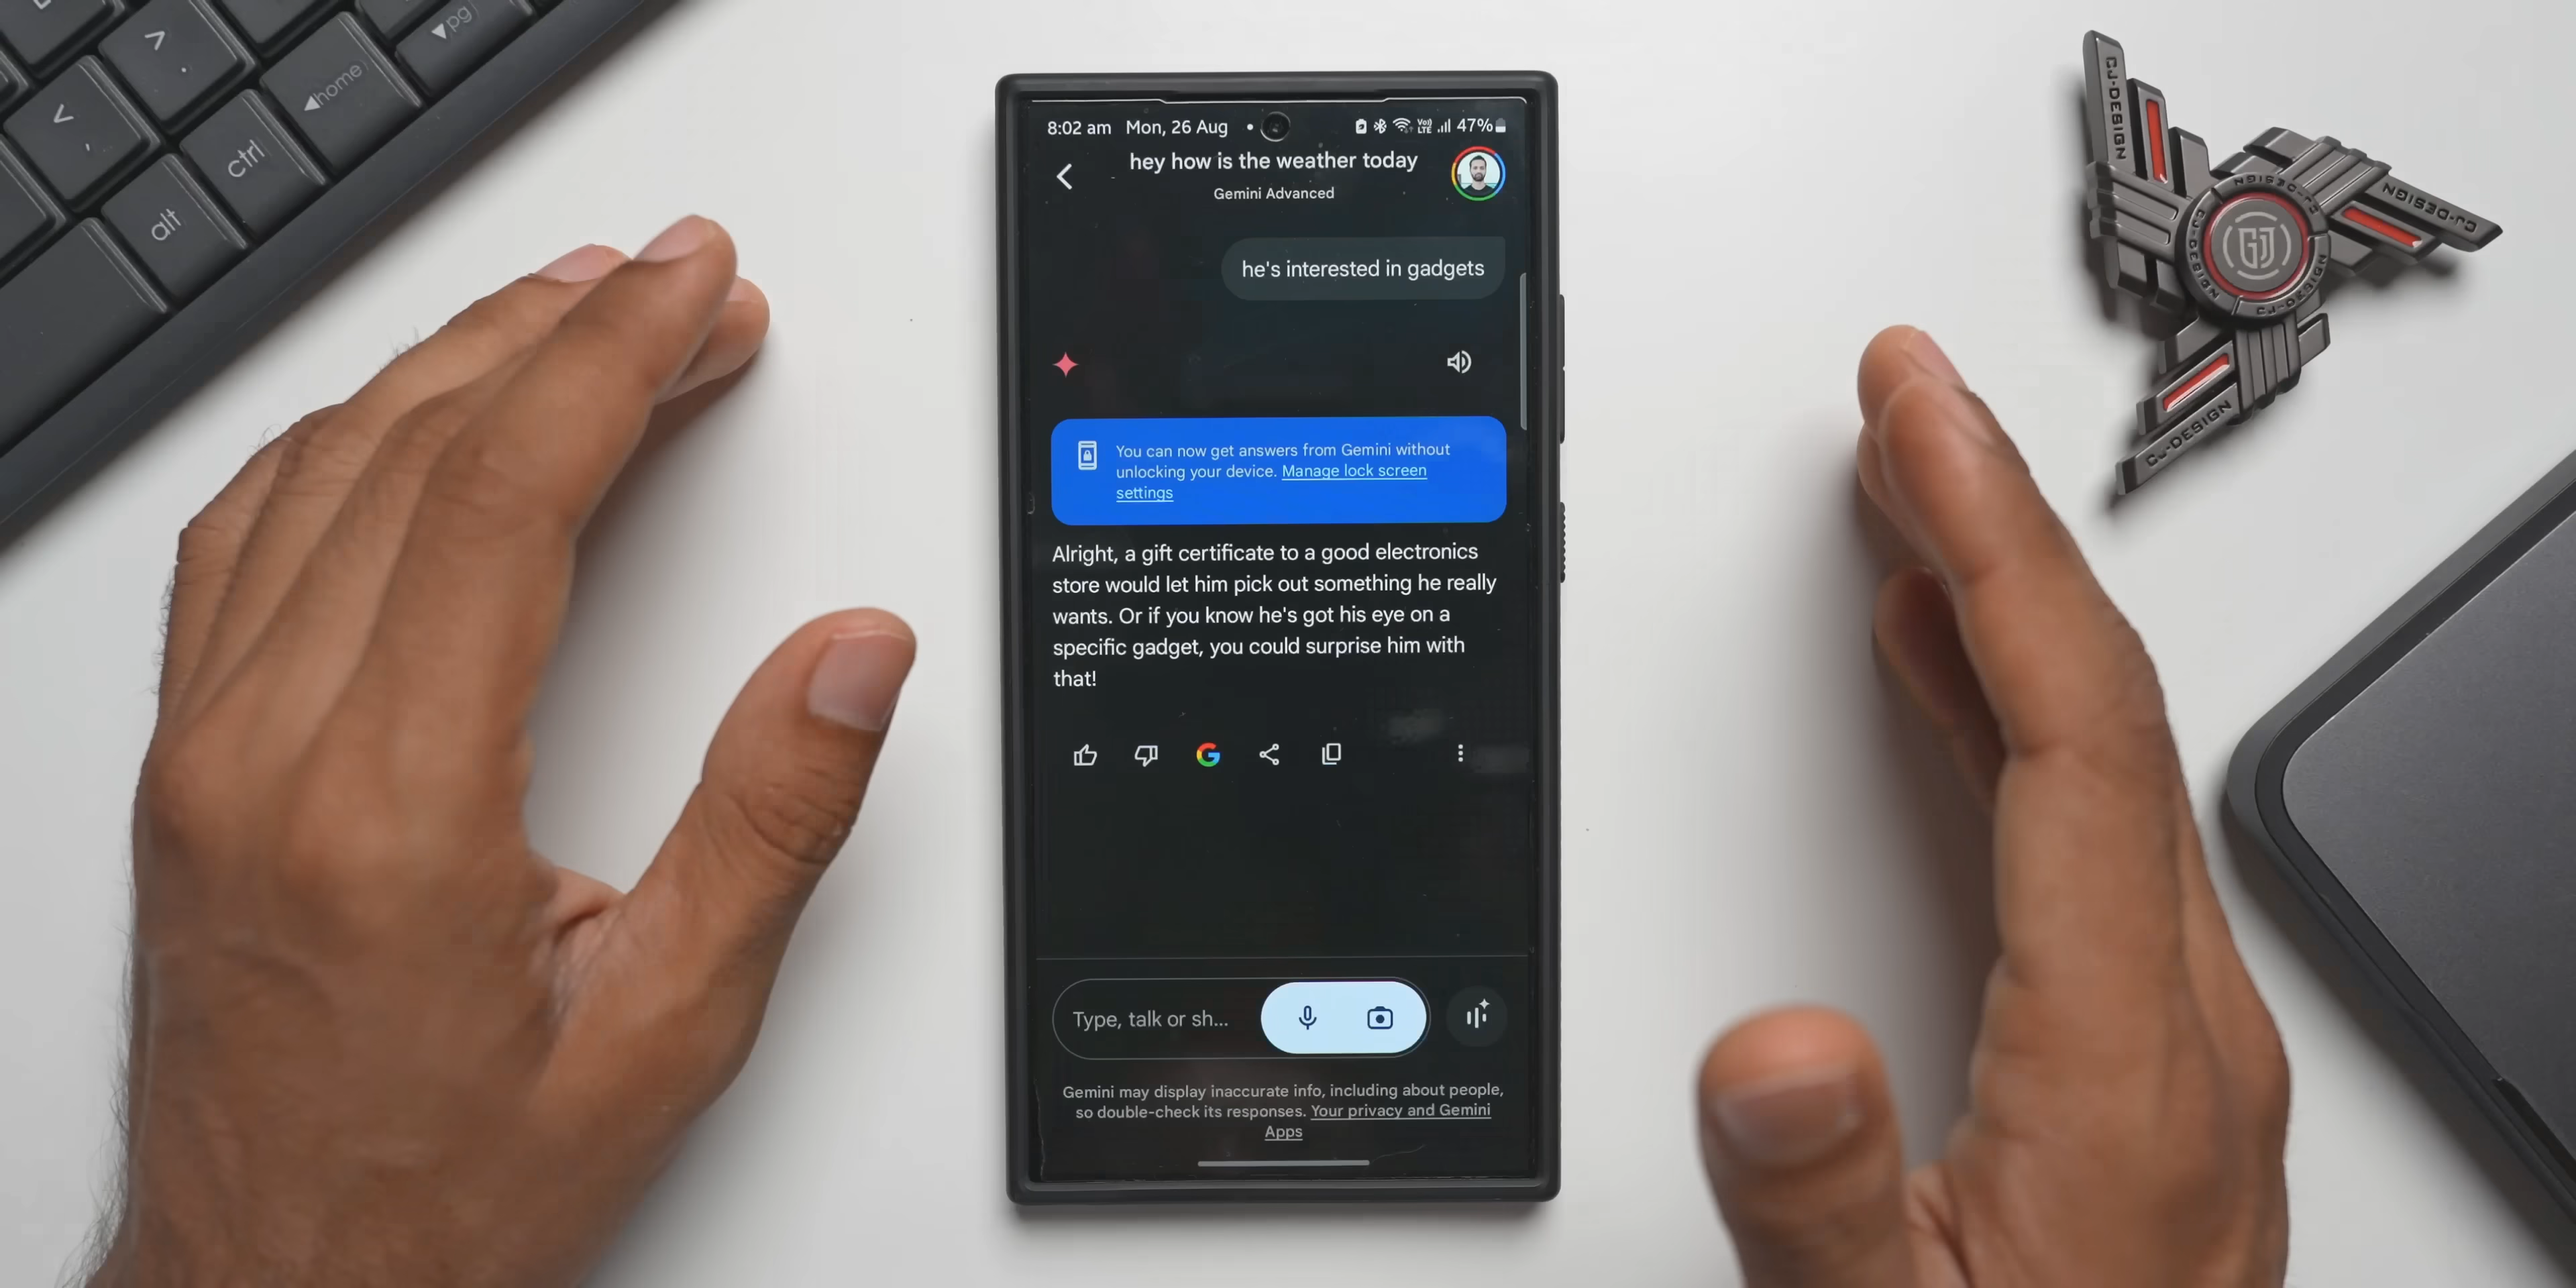 ▼pg
>
.
◀home
<
,
ctrl
alt
8:02 am Mon, 26 Aug
Vo) LTE
47%
hey how is the weather today
Gemini Advanced
he's interested in gadgets
You can now get answers from Gemini without
unlocking your device. Manage lock screen
settings
Alright, a gift certificate to a good electronics
store would let him pick out something he really
wants. Or if you know he's got his eye on a
specific gadget, you could surprise him with
that!
Type, talk or sh...
Gemini may display inaccurate info, including about people,
so double-check its responses. Your privacy and Gemini
Apps
CJ-DESIGN
CJ-DESIGN
CJ-DESIGN